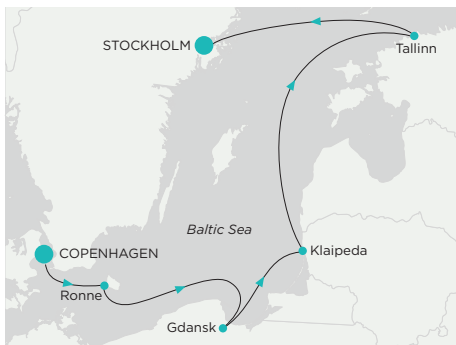 STOCKHOLM
Tallinn
Baltic Sea
Klaipeda
COPENHAGEN
Ronne
Gdansk